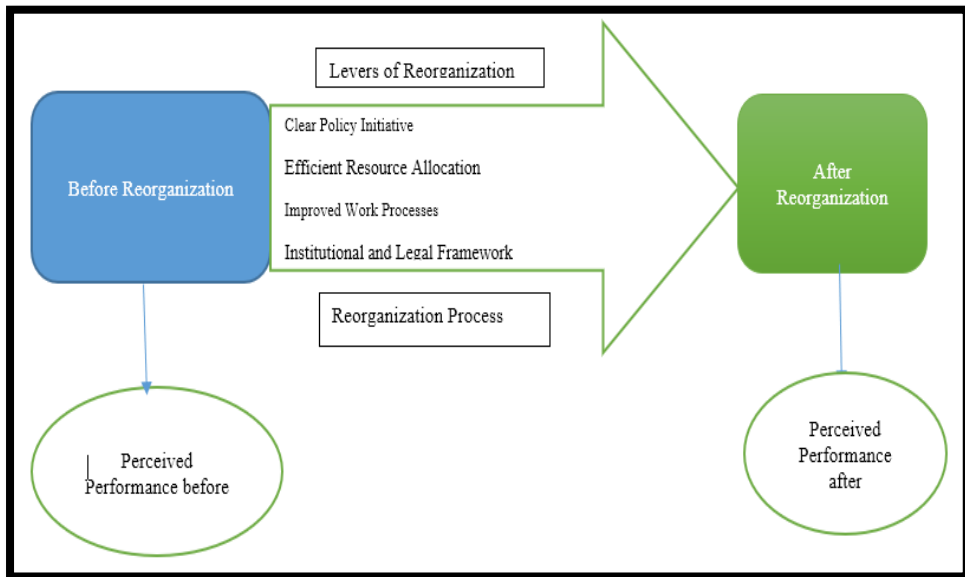 Levers of Reorganization
Before Reorganization
Clear Policy Initiative
Efficient Resource Allocation
Improved Work Processes
Institutional and Legal Framework
Reorganization Process
After
Reorganization
Perceived
Performance before
Perceived
Performance
after